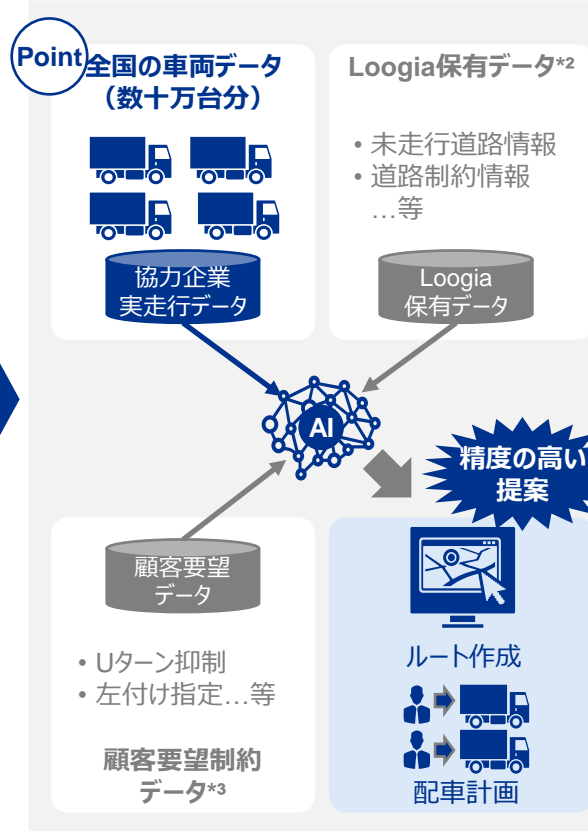 Point
全国の車両データ
（数十万台分）
協力企業
実走行データ
Loogia保有データ*2
• 未走行道路情報
• 道路制約情報
…等
Loogia
保有データ
AI
精度の高い
提案
顧客要望
データ
• Uターン抑制
• 左付け指定…等
顧客要望制約
データ*3
ルート作成
配車計画